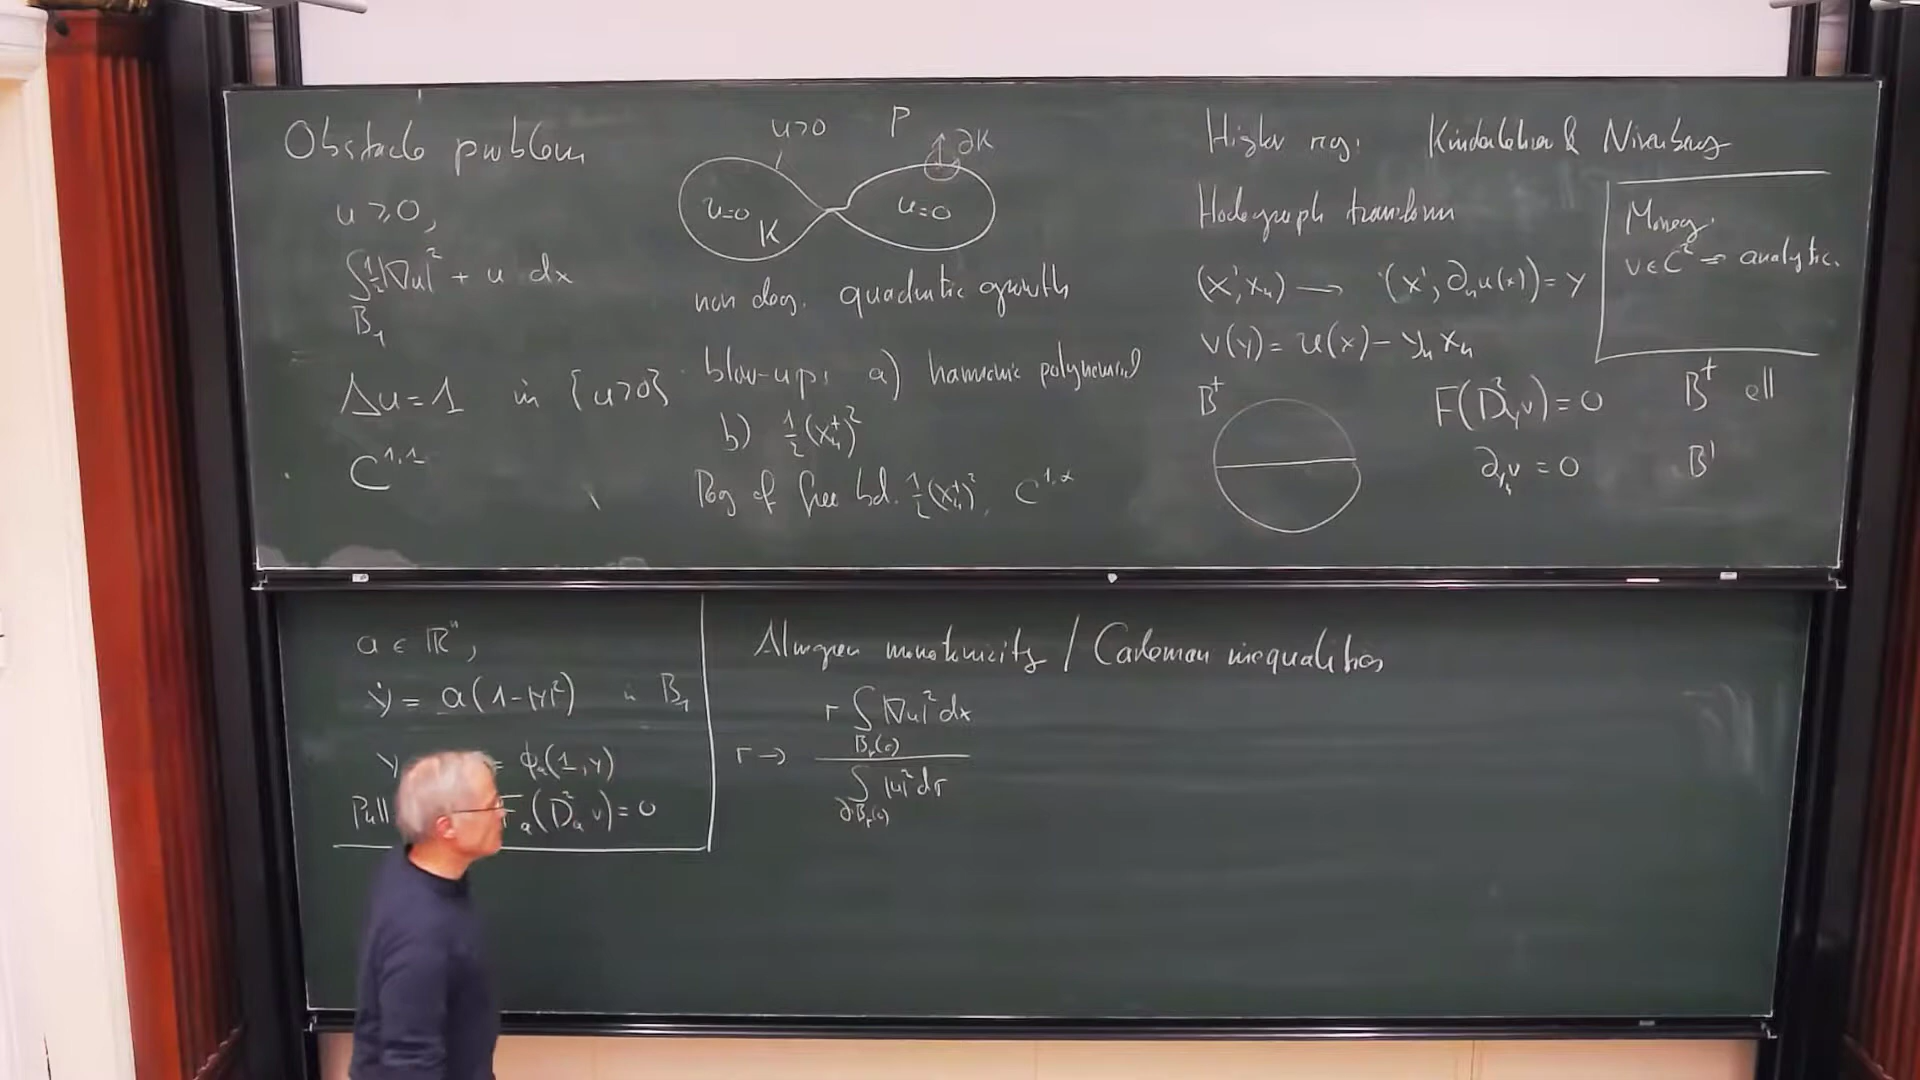 Obstacle problem
u ≥ 0,
∫_{B_1} ½|∇u|² + u dx
Δu = 1 in {u>0}
C^{1,1}
u>0 P ∂K
u=0 K u=0
non deg. quadratic growth
blow-ups a) harmonic polynomial
b) ½(x_n^+)²
Reg of free bd. ½(x_n^+)², C^{1,α}
Higher reg. Kinderlehrer & Nirenberg
Hodograph transform
(x', x_n) → (x', ∂_n u(x)) = y
v(y) = u(x) − y_n x_n
Morrey.
v ∈ C² ⇒ analytic.
B^+
F(D²_y v) = 0 B^+ ell
∂_{y_n} v = 0 B'
a ∈ ℝ^n,
ẏ = a(1−|y|²) in B_1
y = ϕ_a(1, y)
Pull F_a(D²_a v) = 0
Almgren monotonicity / Carleman inequalities
r → r ∫_{B_r(0)} |∇u|² dx / ∫_{∂B_r(0)} |u|² dσ